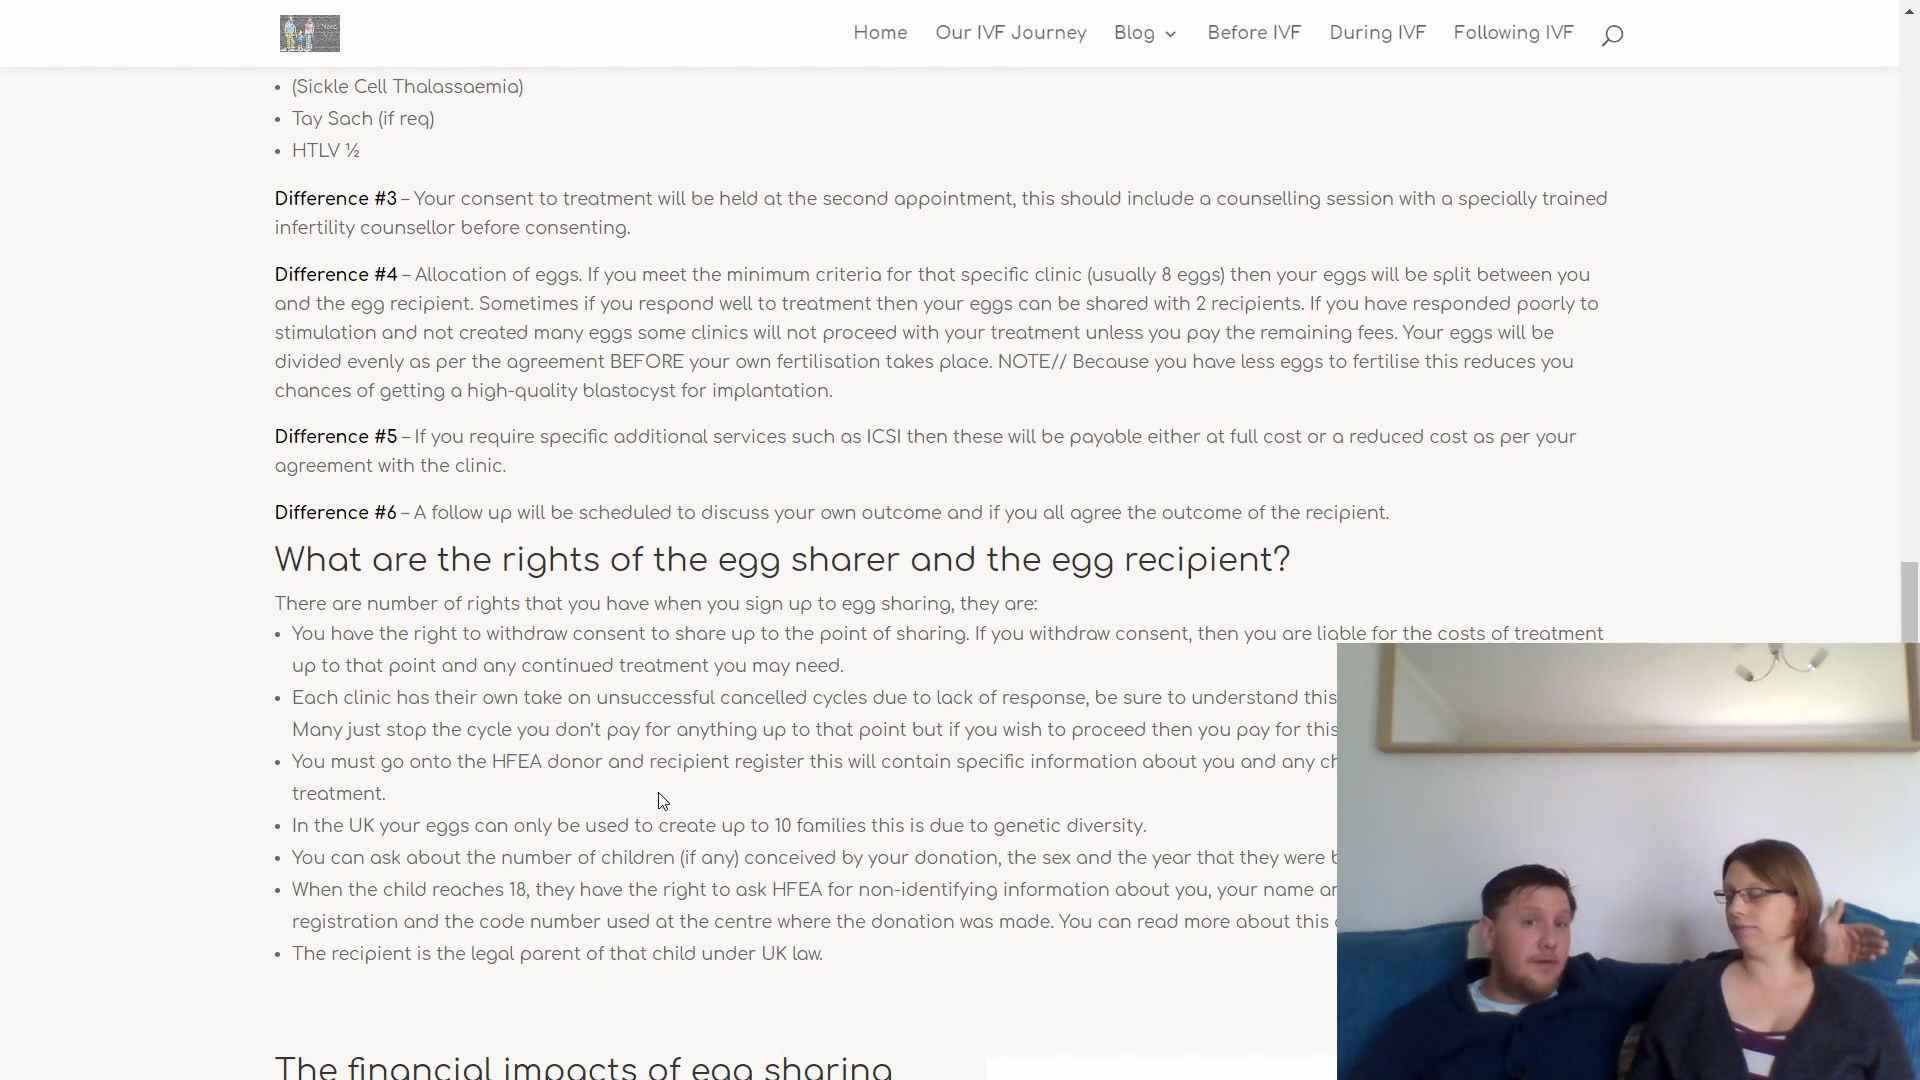 Home Our IVF Journey Blog Before IVF During IVF Following IVF
• (Sickle Cell Thalassaemia)
• Tay Sach (if req)
• HTLV ½
Difference #3 – Your consent to treatment will be held at the second appointment, this should include a counselling session with a specially trained
infertility counsellor before consenting.
Difference #4 – Allocation of eggs. If you meet the minimum criteria for that specific clinic (usually 8 eggs) then your eggs will be split between you
and the egg recipient. Sometimes if you respond well to treatment then your eggs can be shared with 2 recipients. If you have responded poorly to
stimulation and not created many eggs some clinics will not proceed with your treatment unless you pay the remaining fees. Your eggs will be
divided evenly as per the agreement BEFORE your own fertilisation takes place. NOTE// Because you have less eggs to fertilise this reduces you
chances of getting a high-quality blastocyst for implantation.
Difference #5 – If you require specific additional services such as ICSI then these will be payable either at full cost or a reduced cost as per your
agreement with the clinic.
Difference #6 – A follow up will be scheduled to discuss your own outcome and if you all agree the outcome of the recipient.
What are the rights of the egg sharer and the egg recipient?
There are number of rights that you have when you sign up to egg sharing, they are:
• You have the right to withdraw consent to share up to the point of sharing. If you withdraw consent, then you are liable for the costs of treatment
up to that point and any continued treatment you may need.
• Each clinic has their own take on unsuccessful cancelled cycles due to lack of response, be sure to understand this
Many just stop the cycle you don't pay for anything up to that point but if you wish to proceed then you pay for this
• You must go onto the HFEA donor and recipient register this will contain specific information about you and any
treatment.
• In the UK your eggs can only be used to create up to 10 families this is due to genetic diversity.
• You can ask about the number of children (if any) conceived by your donation, the sex and the year that they were
• When the child reaches 18, they have the right to ask HFEA for non-identifying information about you, your name
registration and the code number used at the centre where the donation was made. You can read more about this
• The recipient is the legal parent of that child under UK law.
The financial impacts of egg sharing